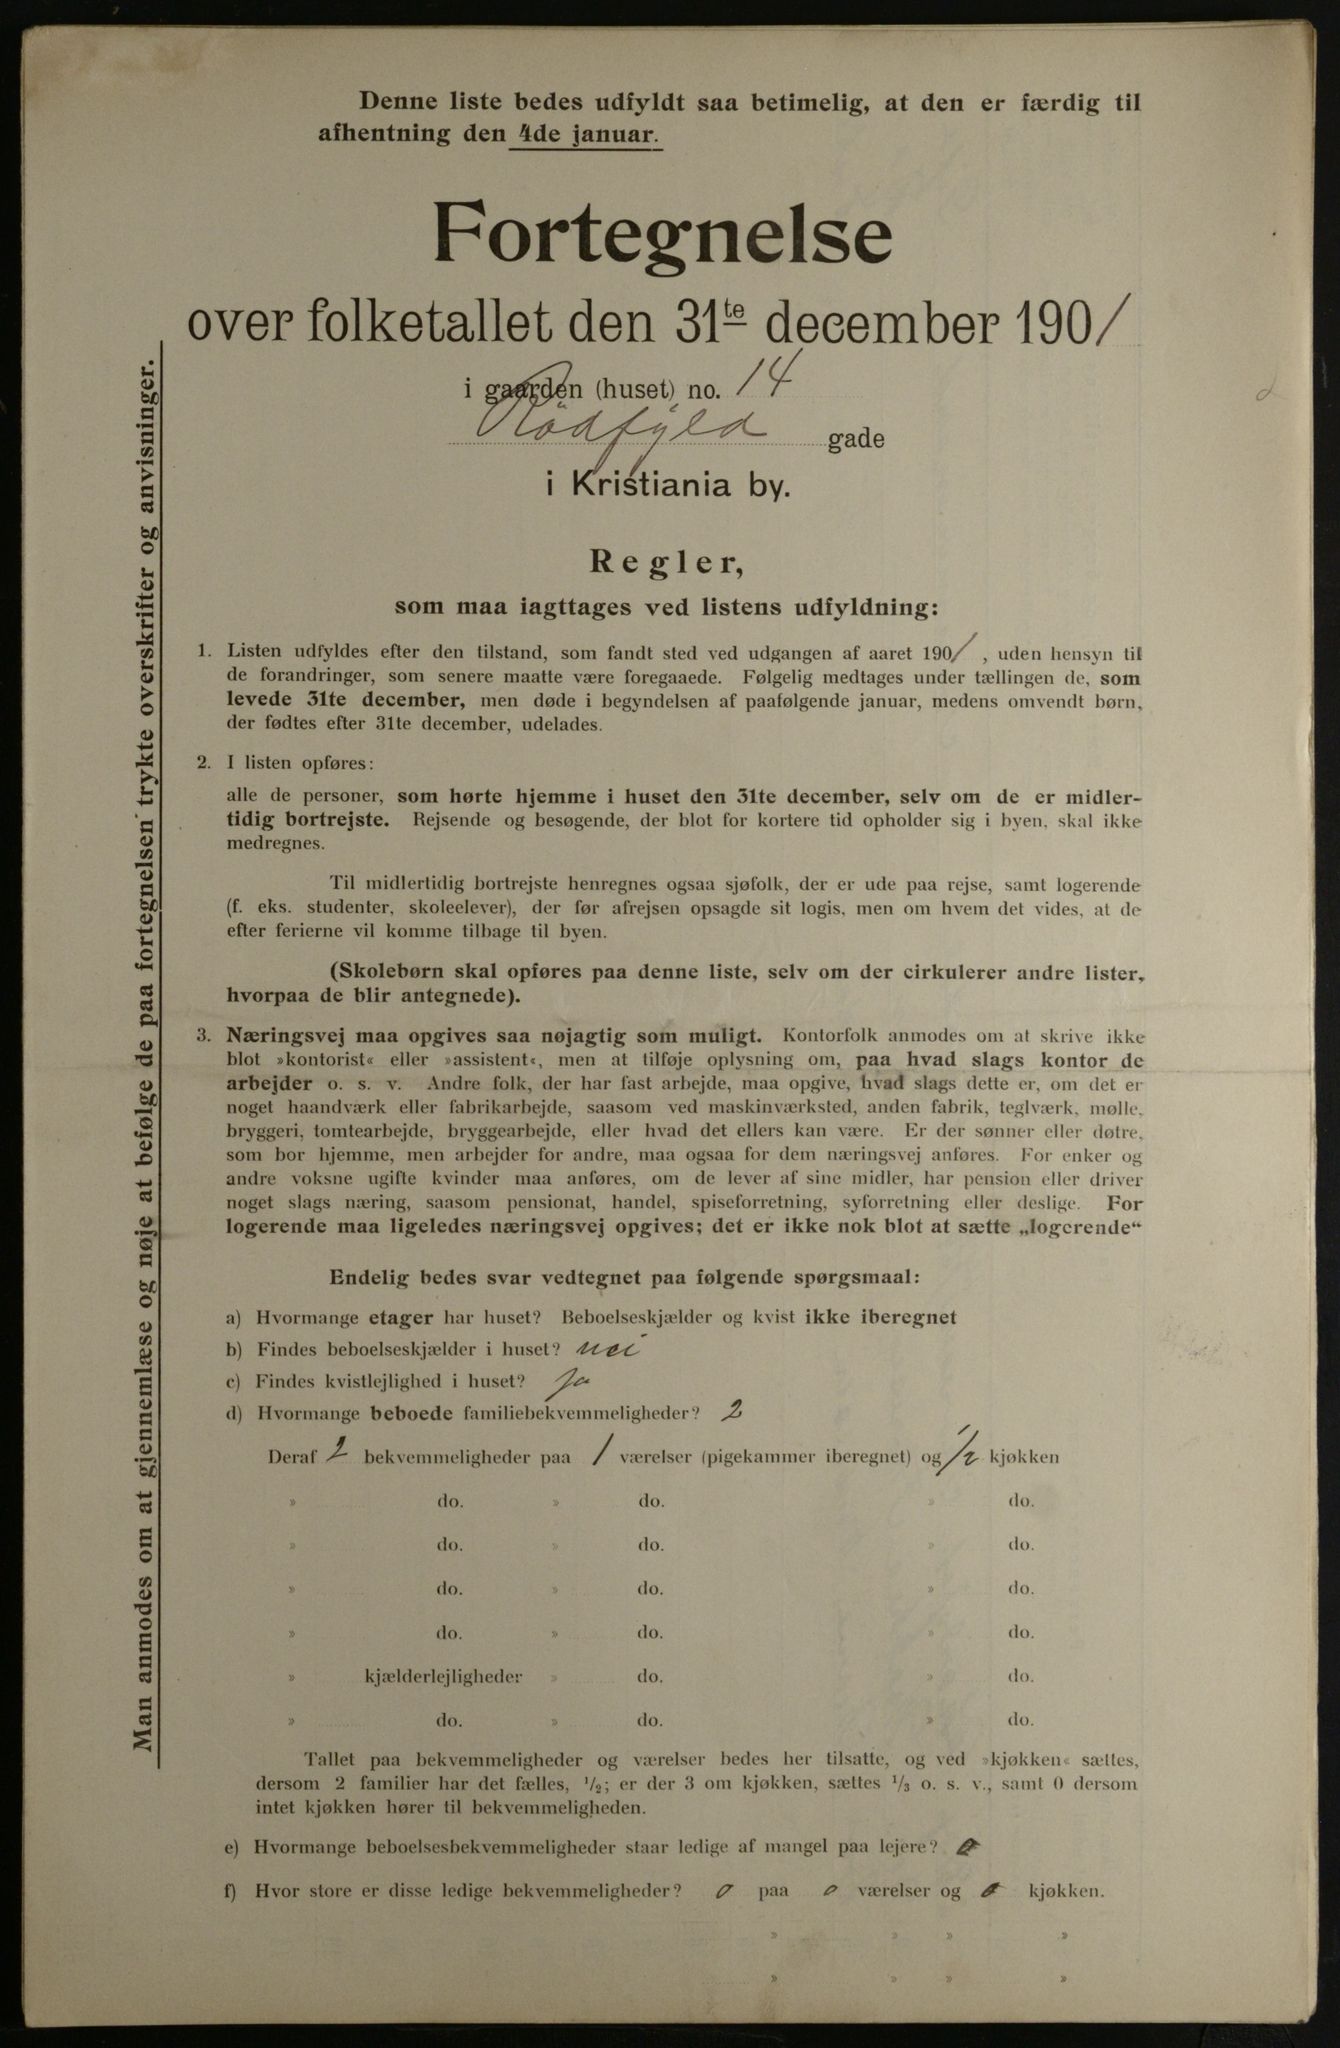 Denne liste bedes udfyldt saa betimelig, at den er færdig til
afhentning den 4de januar.
Fortegnelse
over folketallet den 31te december 1901
i gaarden (huset) no. 14
Rödfyld gade
i Kristiania by.
Regler,
som maa iagttages ved listens udfyldning:
1. Listen udfyldes efter den tilstand, som fandt sted ved udgangen af aaret 1901, uden hensyn til
de forandringer, som senere maatte være foregaaede. Følgelig medtages under tællingen de, som
levede 31te december, men døde i begyndelsen af paafølgende januar, medens omvendt børn,
der fødtes efter 31te december, udelades.
2. I listen opføres:
alle de personer, som hørte hjemme i huset den 31te december, selv om de er midler-
tidig bortrejste. Rejsende og besøgende, der blot for kortere tid opholder sig i byen, skal ikke
medregnes.
Til midlertidig bortrejste henregnes ogsaa sjøfolk, der er ude paa rejse, samt logerende
(f. eks. studenter, skoleelever), der før afrejsen opsagde sit logis, men om hvem det vides, at de
efter ferierne vil komme tilbage til byen.
(Skolebørn skal opføres paa denne liste, selv om der cirkulerer andre lister,
hvorpaa de blir antegnede).
3. Næringsvej maa opgives saa nøjagtig som muligt. Kontorfolk anmodes om at skrive ikke
blot »kontorist« eller »assistent«, men at tilføje oplysning om, paa hvad slags kontor de
arbejder o. s. v. Andre folk, der har fast arbejde, maa opgive, hvad slags dette er, om det er
noget haandværk eller fabrikarbejde, saasom ved maskinværksted, anden fabrik, teglværk, mølle,
bryggeri, tomtearbejde, bryggearbejde, eller hvad det ellers kan være. Er der sønner eller døtre,
som bor hjemme, men arbejder for andre, maa ogsaa for dem næringsvej anføres. For enker og
andre voksne ugifte kvinder maa anføres, om de lever af sine midler, har pension eller driver
noget slags næring, saasom pensionat, handel, spiseforretning, syforretning eller deslige. For
logerende maa ligeledes næringsvej opgives; det er ikke nok blot at sætte „logerende“
Endelig bedes svar vedtegnet paa følgende spørgsmaal:
a) Hvormange etager har huset? Beboelseskjælder og kvist ikke iberegnet
b) Findes beboelseskjælder i huset? nei
c) Findes kvistlejlighed i huset? ja
d) Hvormange beboede familiebekvemmeligheder? 2
Deraf 2 bekvemmeligheder paa 1 værelser (pigekammer iberegnet) og 1/2 kjøkken
» do. » do. » do.
» do. » do. » do.
» do. » do. » do.
» do. » do. » do.
» kjælderlejligheder » do. » do.
» do. » do. » do.
Tallet paa bekvemmeligheder og værelser bedes her tilsatte, og ved »kjøkken« sættes,
dersom 2 familier har det fælles, 1/2; er der 3 om kjøkken, sættes 1/3 o. s. v., samt 0 dersom
intet kjøkken hører til bekvemmeligheden.
e) Hvormange beboelsesbekvemmeligheder staar ledige af mangel paa lejere? o
f) Hvor store er disse ledige bekvemmeligheder? o paa o værelser og o kjøkken.
» » » »
» » » »
Man anmodes om at gjennemlæse og nøje at befølge de paa fortegnelsen trykte overskrifter og anvisninger.